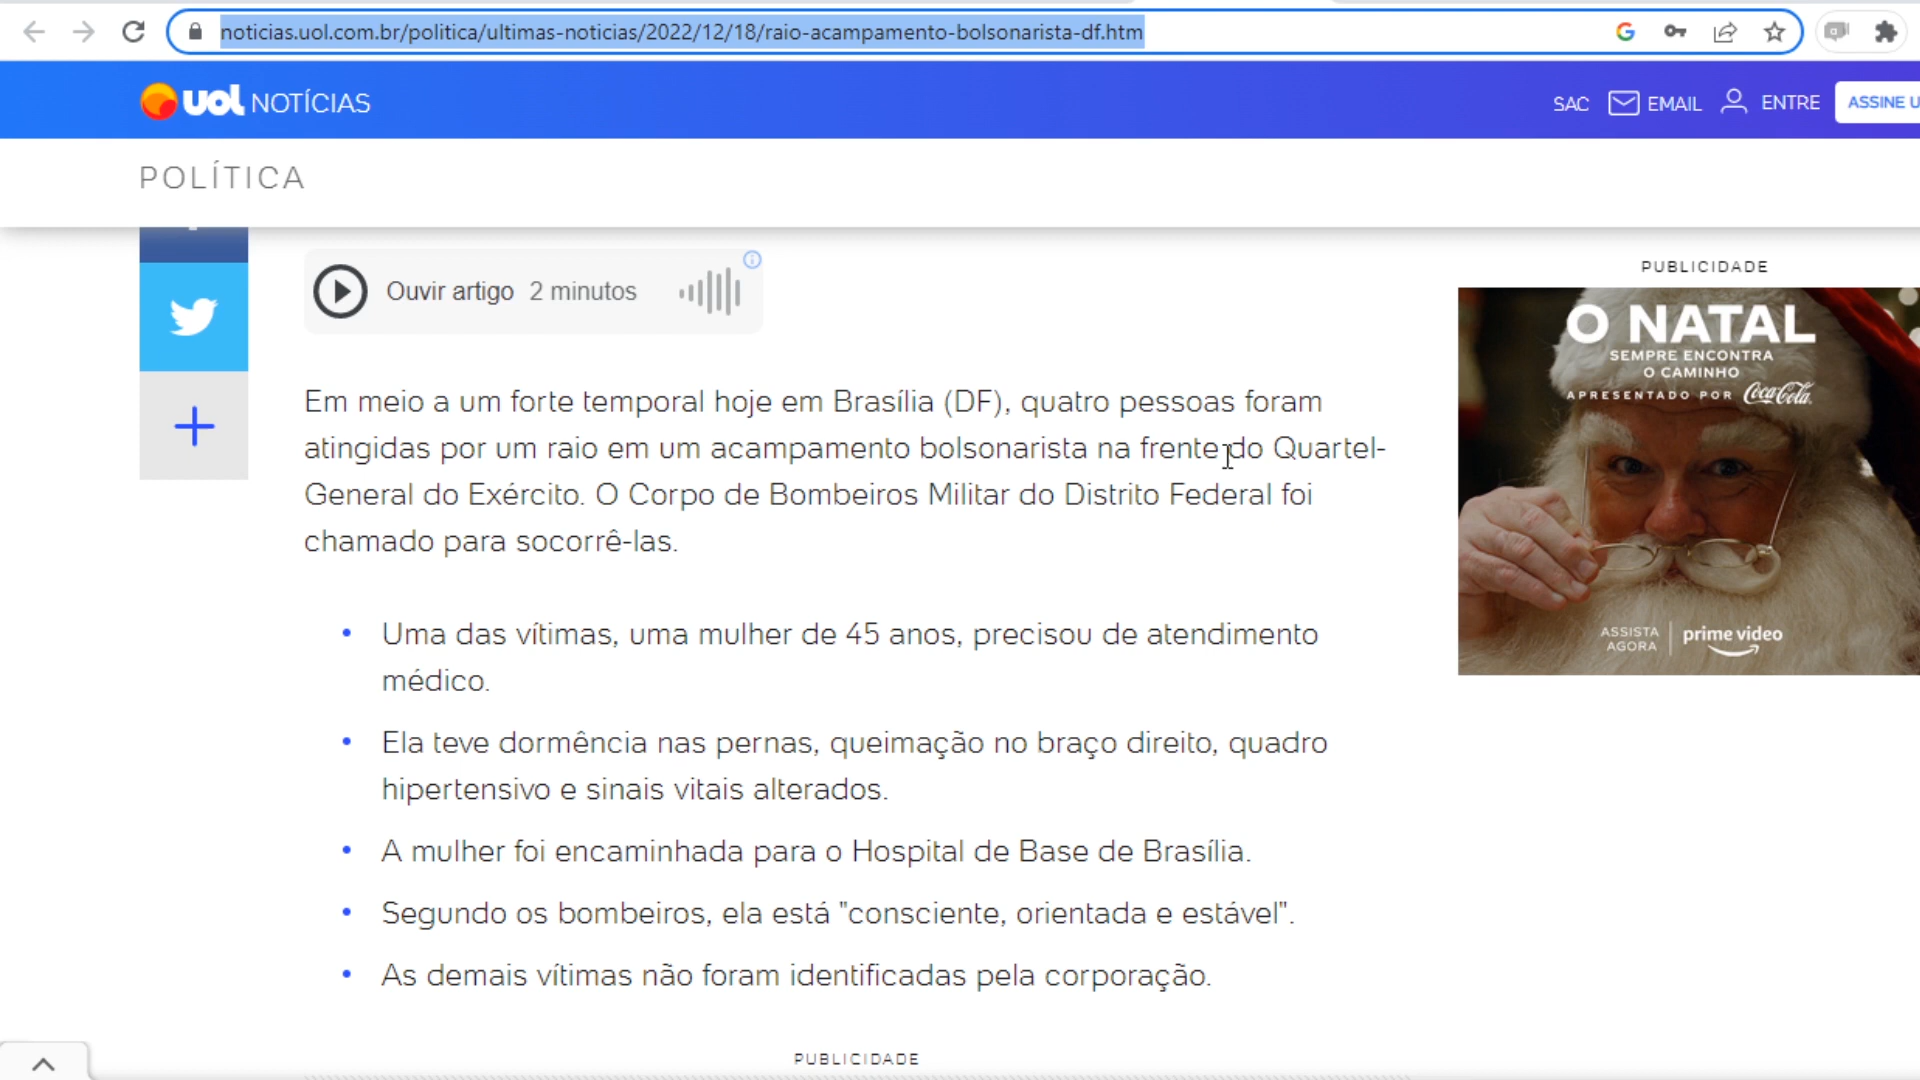 noticias.uol.com.br/politica/ultimas-noticias/2022/12/18/raio-acampamento-bolsonarista-df.htm
uol NOTÍCIAS
SAC EMAIL ENTRE ASSINE U
POLÍTICA
Ouvir artigo 2 minutos
Em meio a um forte temporal hoje em Brasília (DF), quatro pessoas foram
atingidas por um raio em um acampamento bolsonarista na frente do Quartel-
General do Exército. O Corpo de Bombeiros Militar do Distrito Federal foi
chamado para socorrê-las.
• Uma das vítimas, uma mulher de 45 anos, precisou de atendimento
médico.
• Ela teve dormência nas pernas, queimação no braço direito, quadro
hipertensivo e sinais vitais alterados.
• A mulher foi encaminhada para o Hospital de Base de Brasília.
• Segundo os bombeiros, ela está "consciente, orientada e estável".
• As demais vítimas não foram identificadas pela corporação.
PUBLICIDADE
PUBLICIDADE
O NATAL
SEMPRE ENCONTRA
O CAMINHO
APRESENTADO POR Coca-Cola
ASSISTA
AGORA
prime video